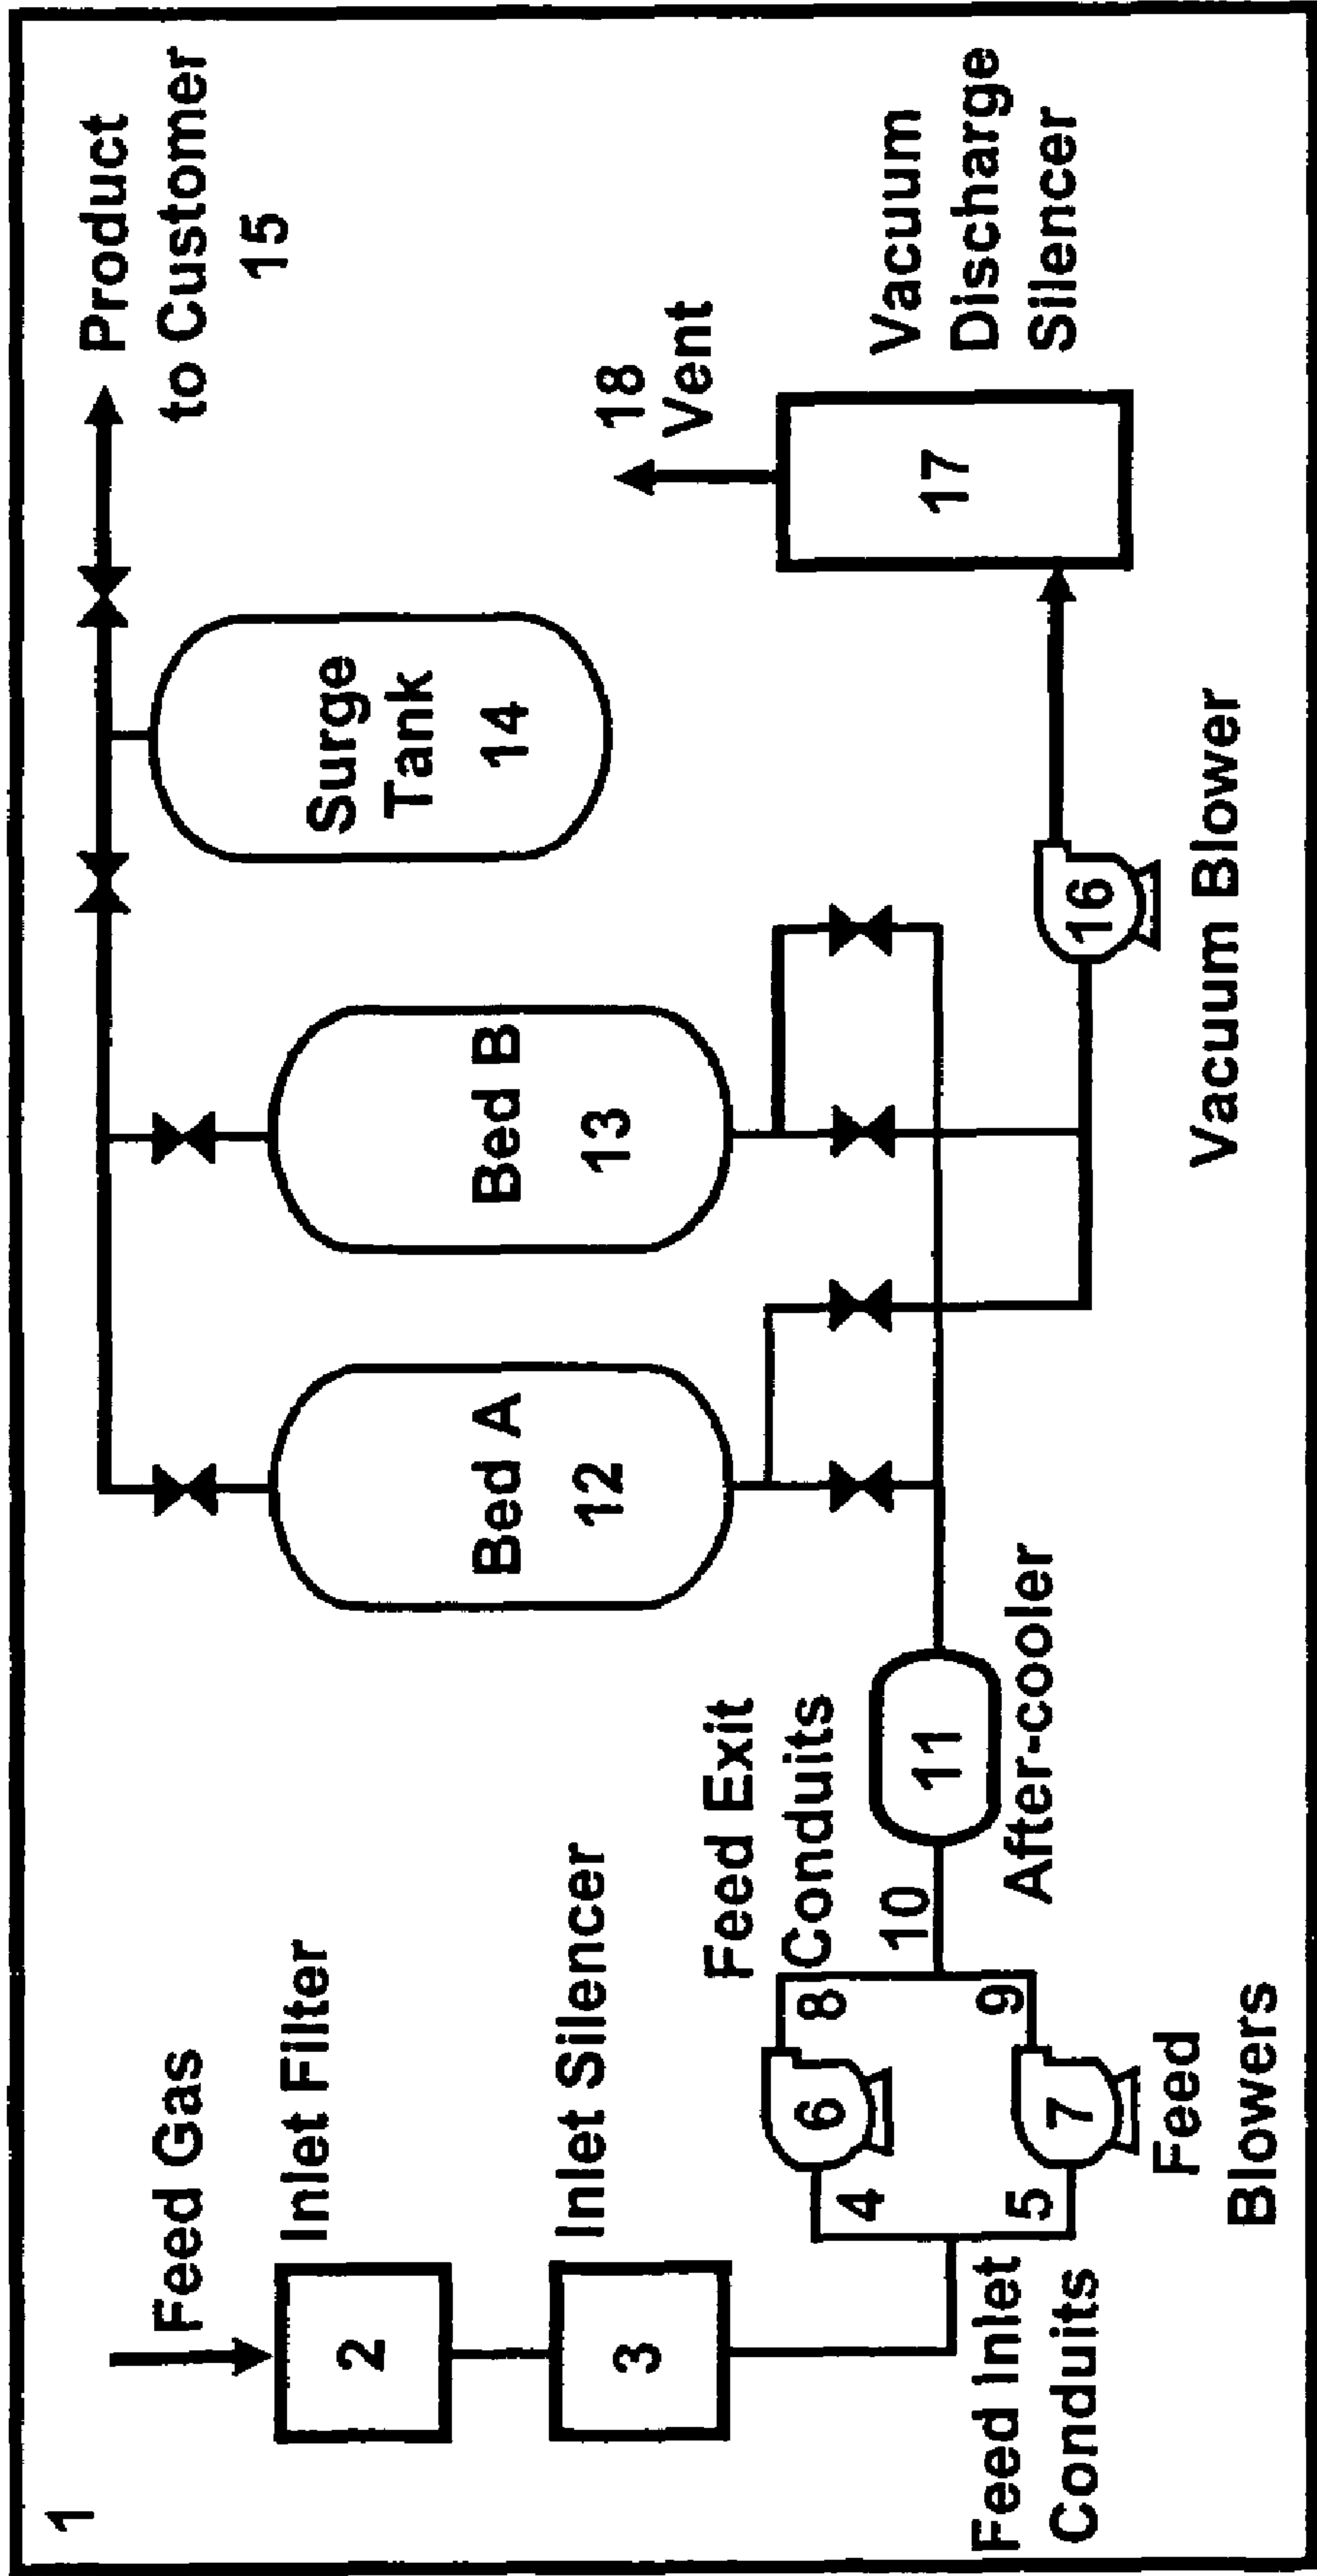 1
Feed Gas
Inlet Filter
2
Inlet Silencer
3
Feed Inlet
Conduits
4
5
6
7
Feed
Blowers
Feed Exit
Conduits
8
9
10
11
After-cooler
Bed A
12
Bed B
13
Surge
Tank
14
Product
to Customer
15
16
Vacuum Blower
17
18
Vent
Vacuum
Discharge
Silencer